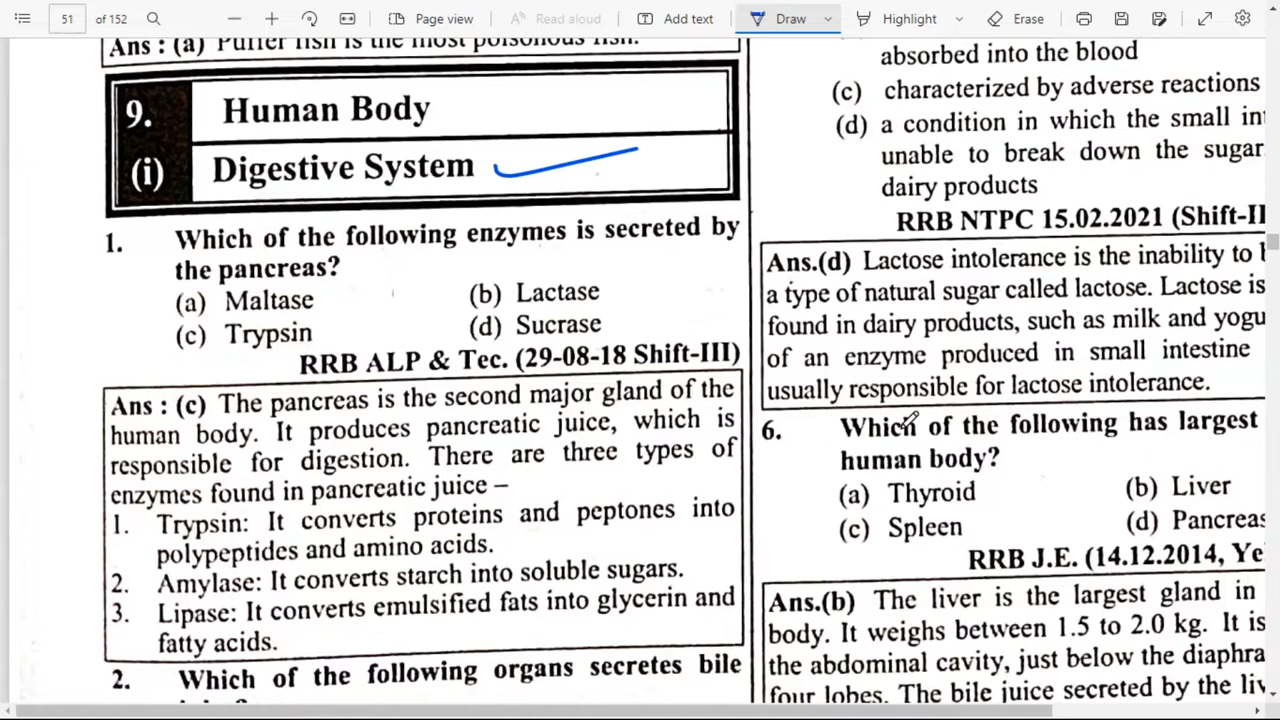 51 of 152
Page view
Read aloud
Add text
Draw
Highlight
Erase
Ans : (a) Puffer fish is the most poisonous fish.
9. Human Body
(i) Digestive System
1. Which of the following enzymes is secreted by
the pancreas?
(a) Maltase (b) Lactase
(c) Trypsin (d) Sucrase
RRB ALP & Tec. (29-08-18 Shift-III)
Ans : (c) The pancreas is the second major gland of the
human body. It produces pancreatic juice, which is
responsible for digestion. There are three types of
enzymes found in pancreatic juice –
1. Trypsin: It converts proteins and peptones into
polypeptides and amino acids.
2. Amylase: It converts starch into soluble sugars.
3. Lipase: It converts emulsified fats into glycerin and
fatty acids.
2. Which of the following organs secretes bile
absorbed into the blood
(c) characterized by adverse reactions
(d) a condition in which the small
unable to break down the sugar
dairy products
RRB NTPC 15.02.2021 (Shift-II
Ans.(d) Lactose intolerance is the inability to
a type of natural sugar called lactose. Lactose is
found in dairy products, such as milk and
of an enzyme produced in small intestine
usually responsible for lactose intolerance.
6. Which of the following has largest
human body?
(a) Thyroid (b) Liver
(c) Spleen (d) Pancreas
RRB J.E. (14.12.2014,
Ans.(b) The liver is the largest gland in
body. It weighs between 1.5 to 2.0 kg. It is
the abdominal cavity, just below the
four lobes. The bile juice secreted by the